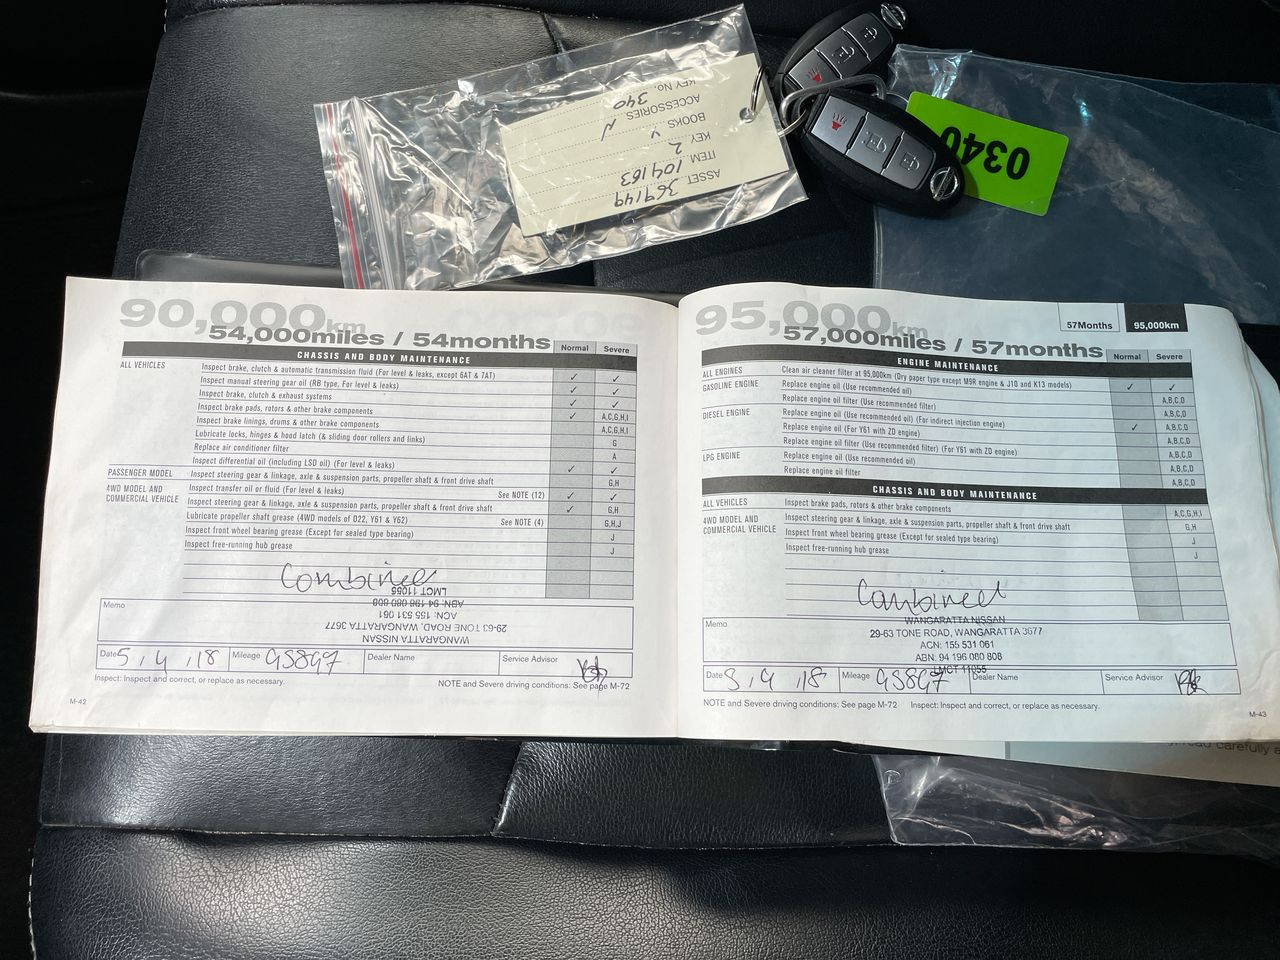 ASSET 369149
ITEM 104183
KEY 2
BOOKS Y
ACCESSORIES N
KEY No. 340
0340
90,000km
54,000miles / 54months
Normal Severe
CHASSIS AND BODY MAINTENANCE
ALL VEHICLES Inspect brake, clutch & automatic transmission fluid (For level & leaks, except 6AT & 7AT) ✓ ✓
Inspect manual steering gear oil (RB type, For level & leaks) ✓ ✓
Inspect brake, clutch & exhaust systems ✓ ✓
Inspect brake pads, rotors & other brake components ✓ A,C,G,H,I
Inspect brake linings, drums & other brake components A,C,G,H,I
Lubricate locks, hinges & hood latch (& sliding door rollers and links) G
Replace air conditioner filter A
Inspect differential oil (including LSD oil) (For level & leaks) ✓ ✓
PASSENGER MODEL Inspect steering gear & linkage, axle & suspension parts, propeller shaft & front drive shaft G,H
4WD MODEL AND COMMERCIAL VEHICLE Inspect transfer oil or fluid (For level & leaks) See NOTE (12) ✓ ✓
Inspect steering gear & linkage, axle & suspension parts, propeller shaft & front drive shaft ✓ G,H
Lubricate propeller shaft grease (4WD models of D22, Y61 & Y62) See NOTE (4) G,H,J
Inspect front wheel bearing grease (Except for sealed type bearing) J
Inspect free-running hub grease J
Combined
Memo
WANGARATTA NISSAN
29-63 TONE ROAD, WANGARATTA 3677
ACN: 155 531 061
ABN: 94 196 080 808
LMCT 11055
Date 5,4,18 Mileage 95897 Dealer Name Service Advisor
Inspect: Inspect and correct, or replace as necessary. NOTE and Severe driving conditions: See page M-72
M-42
95,000km
57,000miles / 57months
57Months 95,000km
Normal Severe
ENGINE MAINTENANCE
ALL ENGINES Clean air cleaner filter at 95,000km (Dry paper type except M9R engine & J10 and K13 models) ✓ ✓
GASOLINE ENGINE Replace engine oil (Use recommended oil) A,B,C,D
Replace engine oil filter (Use recommended filter) A,B,C,D
DIESEL ENGINE Replace engine oil (Use recommended oil) (For indirect injection engine) ✓ A,B,C,D
Replace engine oil (For Y61 with ZD engine) A,B,C,D
Replace engine oil filter (Use recommended filter) (For Y61 with ZD engine) A,B,C,D
LPG ENGINE Replace engine oil (Use recommended oil) A,B,C,D
Replace engine oil filter A,B,C,D
CHASSIS AND BODY MAINTENANCE
ALL VEHICLES Inspect brake pads, rotors & other brake components A,C,G,H,I
4WD MODEL AND COMMERCIAL VEHICLE Inspect steering gear & linkage, axle & suspension parts, propeller shaft & front drive shaft G,H
Inspect front wheel bearing grease (Except for sealed type bearing) J
Inspect free-running hub grease J
Combined
Memo
WANGARATTA NISSAN
29-63 TONE ROAD, WANGARATTA 3677
ACN: 155 531 061
ABN: 94 196 080 808
LMCT 11055
Date 5,4,18 Mileage 95897 Dealer Name Service Advisor
NOTE and Severe driving conditions: See page M-72 Inspect: Inspect and correct, or replace as necessary.
M-43
read carefully